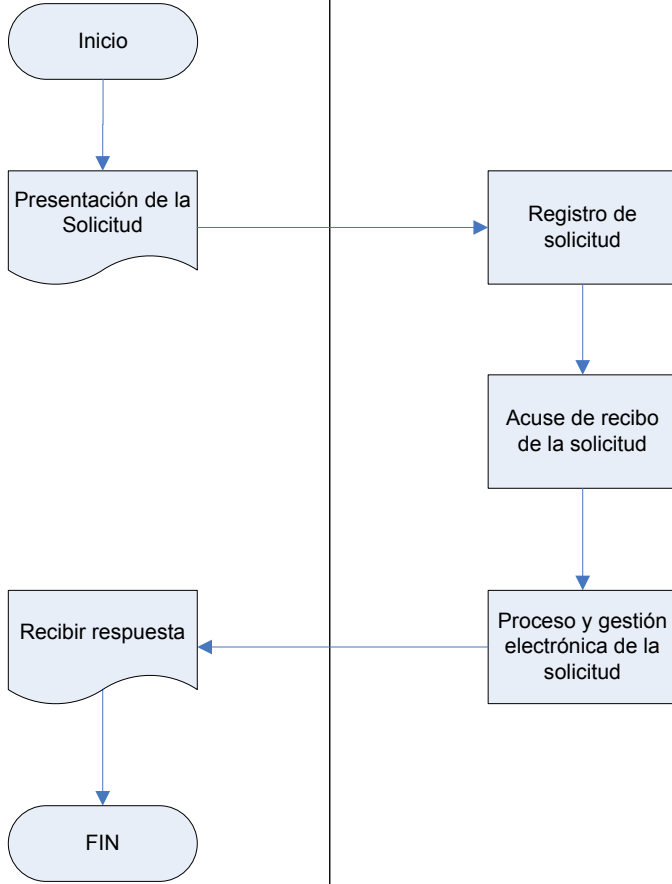 Inicio
Presentación de la
Solicitud
Registro de
solicitud
Acuse de recibo
de la solicitud
Proceso y gestión
electrónica de la
solicitud
Recibir respuesta
FIN